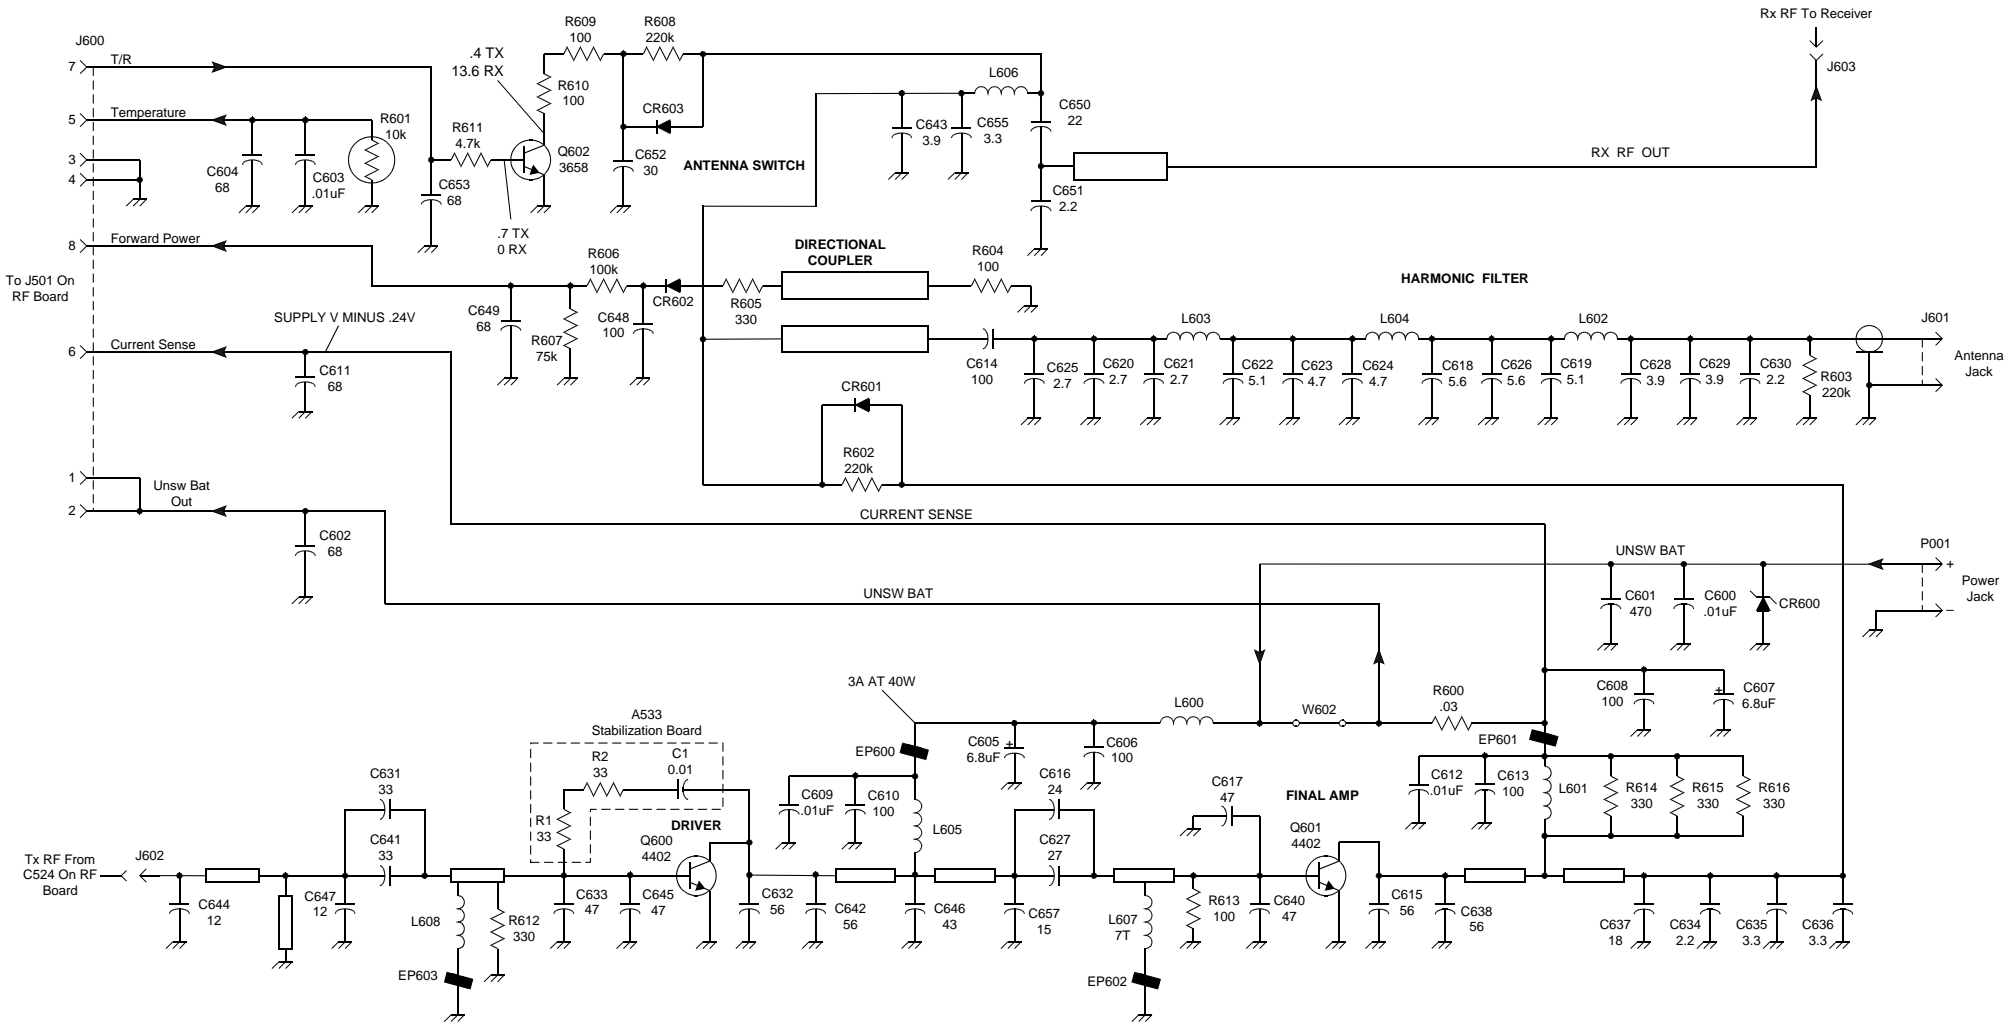 Rx RF To Receiver
J603
J600
7
T/R
5
Temperature
3
4
R601
10k
C604
68
C603
.01uF
R611
4.7k
C653
68
.4 TX
13.6 RX
R609
100
R608
220k
R610
100
CR603
Q602
3658
C652
30
.7 TX
0 RX
ANTENNA SWITCH
L606
C643
3.9
C655
3.3
C650
22
C651
2.2
RX RF OUT
8
Forward Power
To J501 On
RF Board
SUPPLY V MINUS .24V
6
Current Sense
C611
68
C649
68
R606
100k
R607
75k
C648
100
CR602
R605
330
DIRECTIONAL
COUPLER
R604
100
HARMONIC FILTER
C614
100
C625
2.7
C620
2.7
C621
2.7
L603
C622
5.1
C623
4.7
C624
4.7
L604
C618
5.6
C626
5.6
C619
5.1
L602
C628
3.9
C629
3.9
C630
2.2
R603
220k
J601
Antenna
Jack
CR601
R602
220k
1
2
Unsw Bat
Out
C602
68
CURRENT SENSE
UNSW BAT
UNSW BAT
P001
+
–
Power
Jack
C601
470
C600
.01uF
CR600
3A AT 40W
L600
W602
R600
.03
C608
100
+
C607
6.8uF
A533
Stabilization Board
R2
33
C1
0.01
R1
33
DRIVER
EP600
C605
6.8uF
+
C606
100
C609
.01uF
C610
100
L605
C616
24
C627
27
C617
47
FINAL AMP
EP601
C612
.01uF
C613
100
L601
R614
330
R615
330
R616
330
C631
33
C641
33
Tx RF From
C524 On RF
Board
J602
C644
12
C647
12
L608
EP603
R612
330
C633
47
C645
47
Q600
4402
C632
56
C642
56
C646
43
C657
15
L607
7T
EP602
R613
100
C640
47
Q601
4402
C615
56
C638
56
C637
18
C634
2.2
C635
3.3
C636
3.3